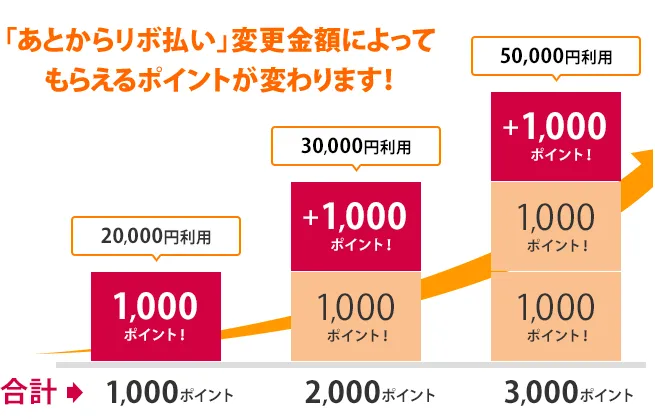 「あとからリボ払い」変更金額によって
もらえるポイントが変わります!
50,000円利用
+1,000
ポイント!
30,000円利用
+1,000
ポイント!
1,000
ポイント!
20,000円利用
1,000
ポイント!
1,000
ポイント!
1,000
ポイント!
合計 1,000ポイント 2,000ポイント 3,000ポイント